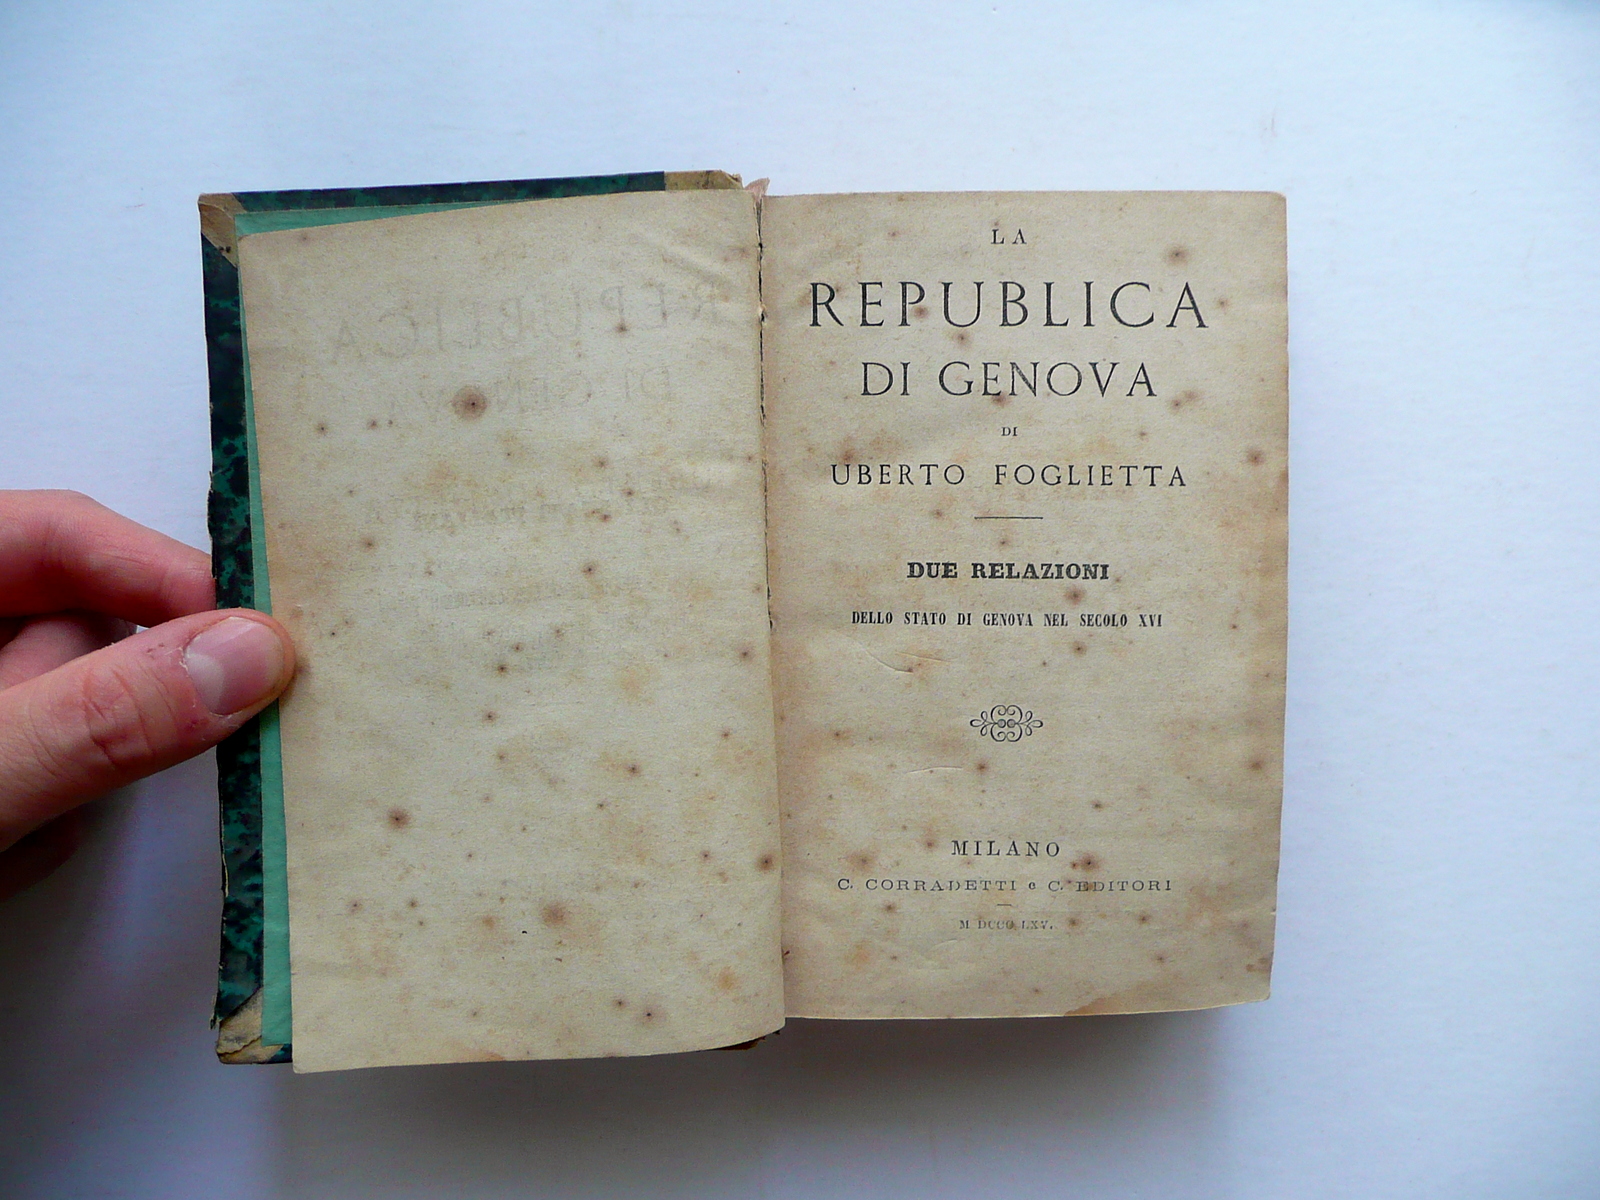 LA
REPUBLICA
DI GENOVA
DI
UBERTO FOGLIETTA
DUE RELAZIONI
DELLO STATO DI GENOVA NEL SECOLO XVI
MILANO
C. CORRADETTI e C. EDITORI
M DCCC LXV.